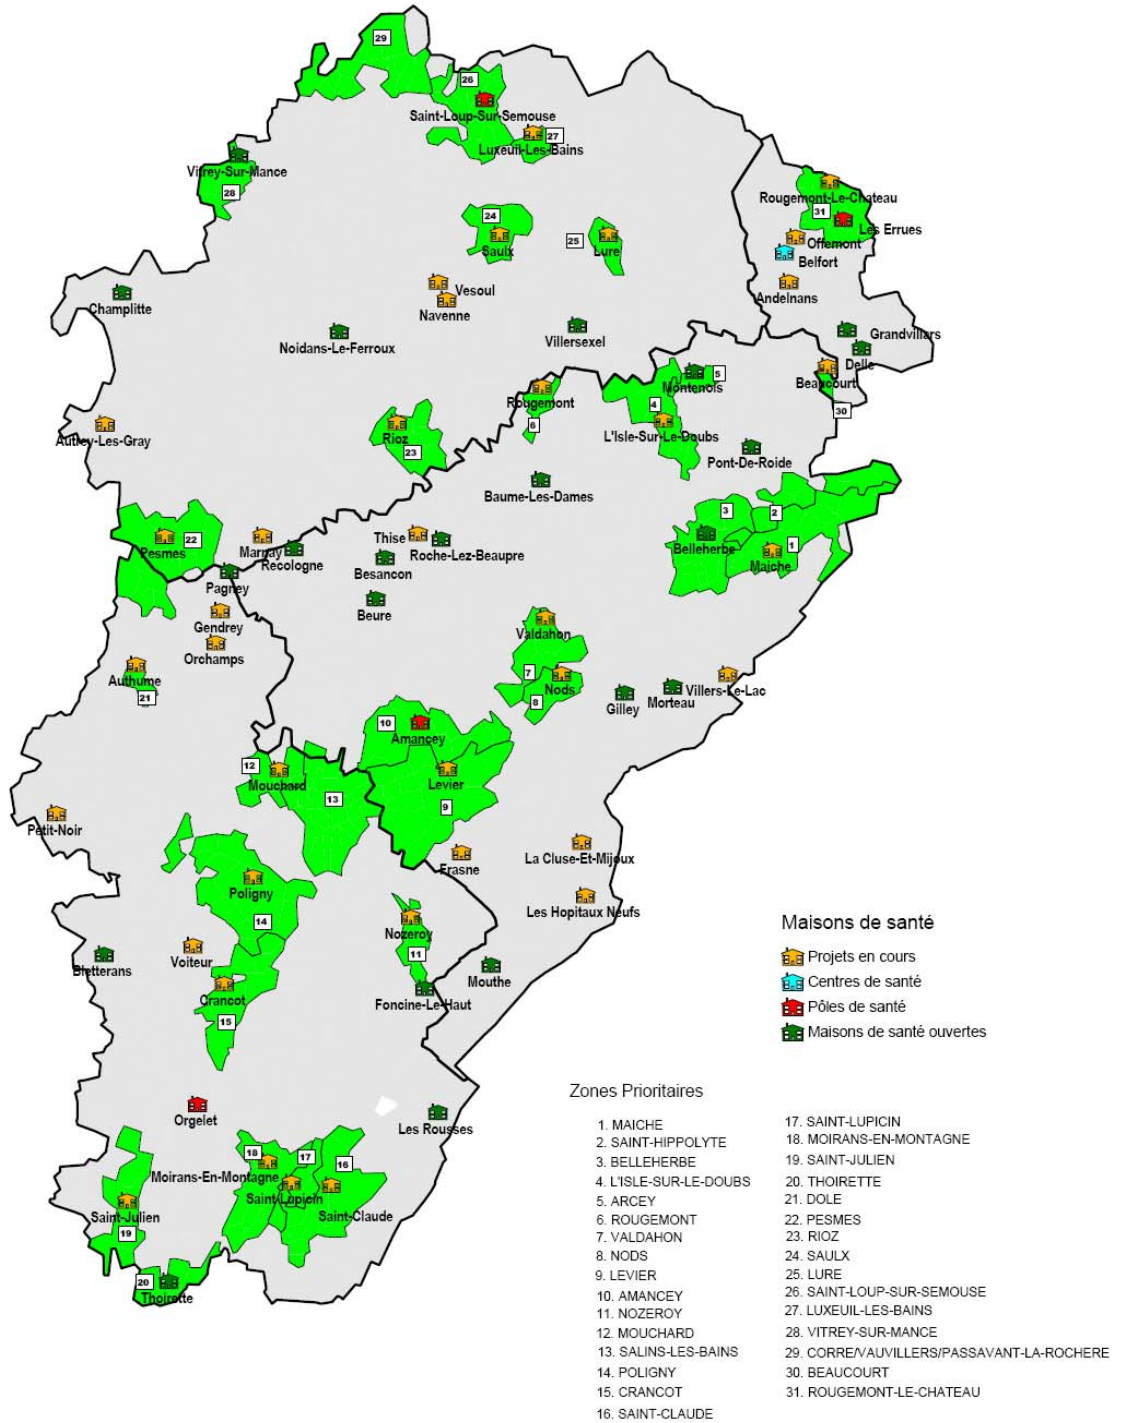 29
26
Saint-Loup-Sur-Semouse
27
Luxeuil-Les-Bains
Vitrey-Sur-Mance
28
Rougemont-Le-Chateau
31
Les Errues
24
25
Saulx
Lure
Offemont
Belfort
Vesoul
Andelnans
Champlitte
Navenne
Noidans-Le-Ferroux
Villersexel
Grandvillars
Delle
Montenois
5
Beaucourt
Rougemont
4
30
6
Autrey-Les-Gray
Rioz
L'Isle-Sur-Le-Doubs
23
Pont-De-Roide
Baume-Les-Dames
3
2
22
Pesmes
Marnay
Thise
Belleherbe
1
Recologne
Roche-Lez-Beaupre
Maiche
Besancon
Pagney
Beure
Gendrey
Valdahon
Orchamps
7
Authume
Nods
Villers-Le-Lac
21
8
Gilley
Morteau
10
Amancey
12
Mouchard
Levier
13
9
Petit-Noir
Frasne
La Cluse-Et-Mijoux
Poligny
Les Hopitaux Neufs
14
Nozeroy
Voiteur
11
Bletterans
Mouthe
Crancot
Foncine-Le-Haut
15
Orgelet
Les Rousses
18
17
16
Moirans-En-Montagne
Saint-Lupicin
Saint-Julien
Saint-Claude
19
20
Thoirette
Maisons de santé
Projets en cours
Centres de santé
Pôles de santé
Maisons de santé ouvertes
Zones Prioritaires
1. MAICHE
2. SAINT-HIPPOLYTE
3. BELLEHERBE
4. L'ISLE-SUR-LE-DOUBS
5. ARCEY
6. ROUGEMONT
7. VALDAHON
8. NODS
9. LEVIER
10. AMANCEY
11. NOZEROY
12. MOUCHARD
13. SALINS-LES-BAINS
14. POLIGNY
15. CRANCOT
16. SAINT-CLAUDE
17. SAINT-LUPICIN
18. MOIRANS-EN-MONTAGNE
19. SAINT-JULIEN
20. THOIRETTE
21. DOLE
22. PESMES
23. RIOZ
24. SAULX
25. LURE
26. SAINT-LOUP-SUR-SEMOUSE
27. LUXEUIL-LES-BAINS
28. VITREY-SUR-MANCE
29. CORRE/VAUVILLERS/PASSAVANT-LA-ROCHERE
30. BEAUCOURT
31. ROUGEMONT-LE-CHATEAU